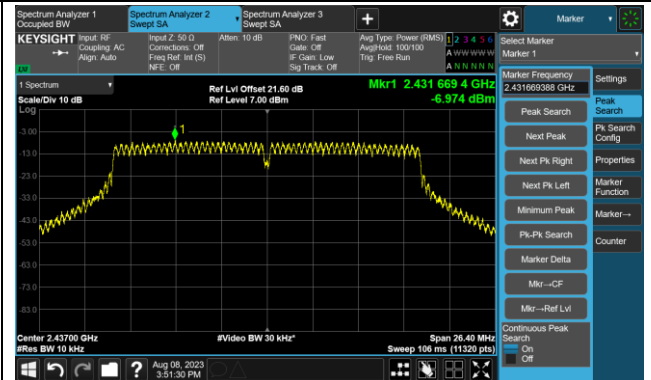 Spectrum Analyzer 1
Occupied BW
Spectrum Analyzer 2
Swept SA
Spectrum Analyzer 3
Swept SA
+
Marker
KEYSIGHT
Input: RF
Coupling: AC
Align: Auto
Input Z: 50 Ω
Corrections: Off
Freq Ref: Int (S)
NFE: Off
Atten: 10 dB
PNO: Fast
Gate: Off
IF Gain: Low
Sig Track: Off
Avg Type: Power (RMS)
Avg|Hold: 100/100
Trig: Free Run
1 2 3 4 5 6
A W W W W W
A N N N N N
Select Marker
Marker 1
1 Spectrum
Scale/Div 10 dB
Log
Ref Lvl Offset 21.60 dB
Ref Level 7.00 dBm
Mkr1 2.431 669 4 GHz
-6.974 dBm
1
-3.00
-13.0
-23.0
-33.0
-43.0
-53.0
-63.0
-73.0
-83.0
Center 2.43700 GHz
#Res BW 10 kHz
#Video BW 30 kHz*
Span 26.40 MHz
Sweep 106 ms (11320 pts)
Marker Frequency
2.431669388 GHz
Peak Search
Next Peak
Next Pk Right
Next Pk Left
Minimum Peak
Pk-Pk Search
Marker Delta
Mkr→CF
Mkr→Ref Lvl
Continuous Peak
Search
On
Off
Settings
Peak
Search
Pk Search
Config
Properties
Marker
Function
Marker→
Counter
?
Aug 08, 2023
3:51:30 PM